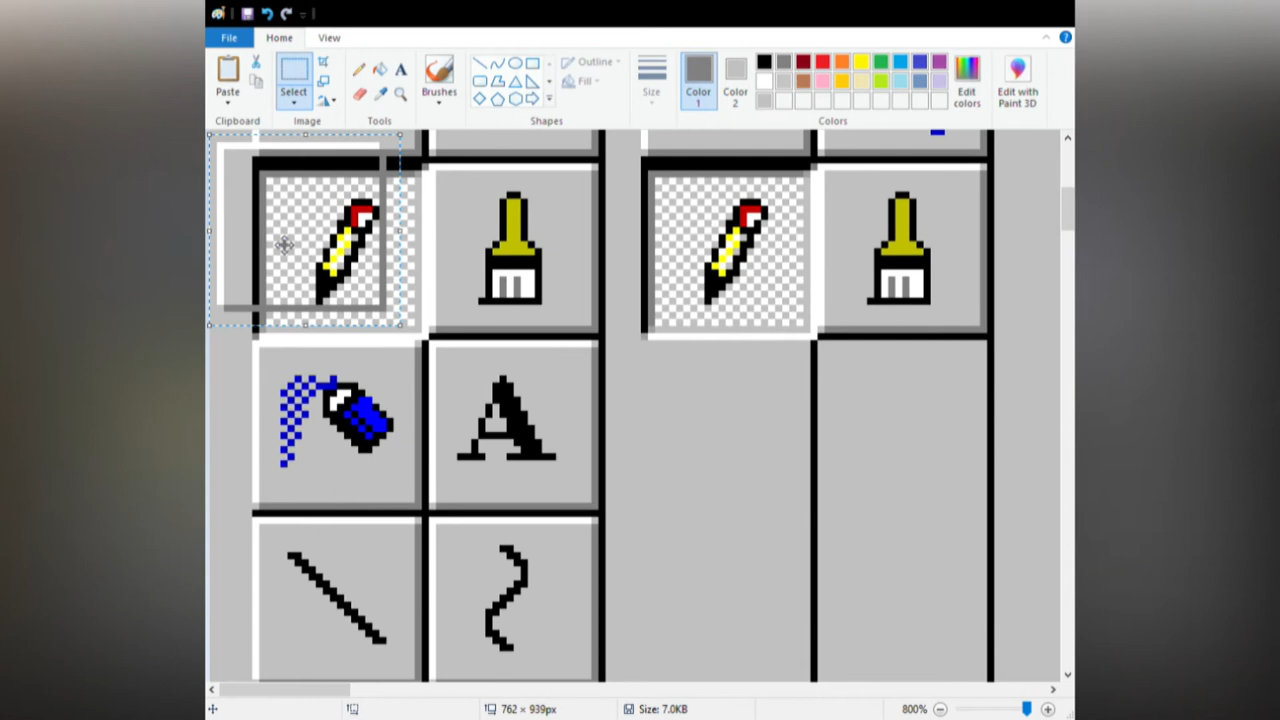 File Home View
Paste
Select
Brushes
Outline
Fill
Size
Color 1
Color 2
Edit colors
Edit with Paint 3D
Clipboard Image Tools Shapes Colors
A
762 × 939px Size: 7.0KB 800%